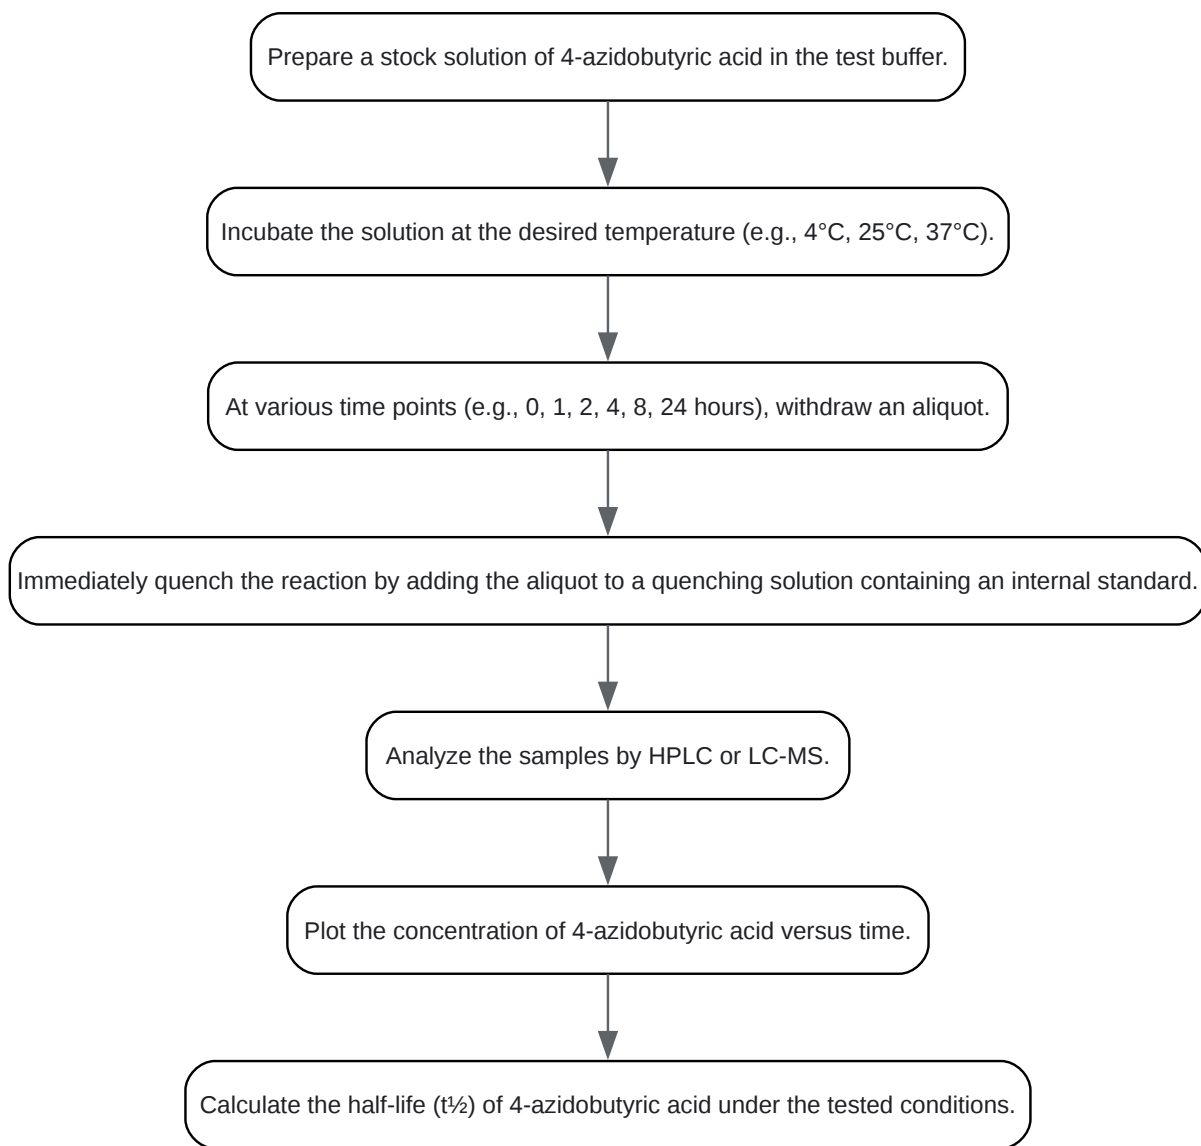 Prepare a stock solution of 4-azidobutyric acid in the test buffer.
Incubate the solution at the desired temperature (e.g., 4°C, 25°C, 37°C).
At various time points (e.g., 0, 1, 2, 4, 8, 24 hours), withdraw an aliquot.
Immediately quench the reaction by adding the aliquot to a quenching solution containing an internal standard.
Analyze the samples by HPLC or LC-MS.
Plot the concentration of 4-azidobutyric acid versus time.
Calculate the half-life (t½) of 4-azidobutyric acid under the tested conditions.